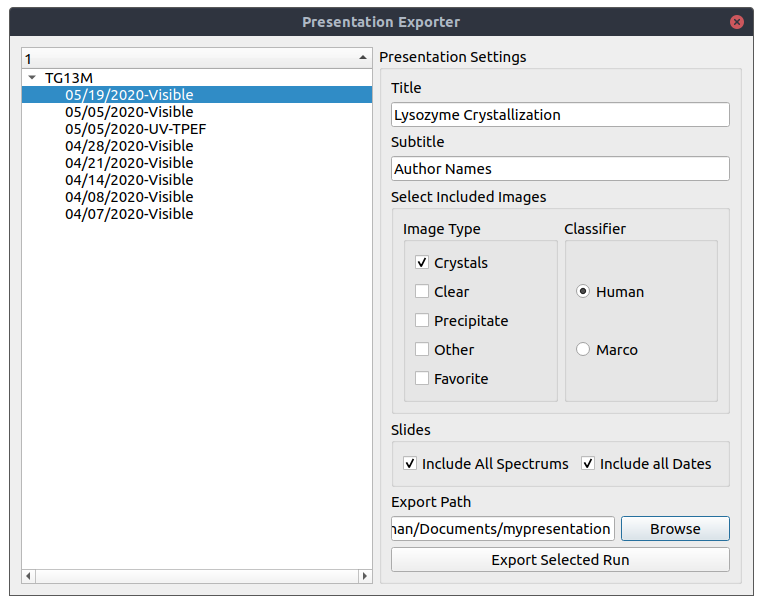 Presentation Exporter
1
TG13M
05/19/2020-Visible
05/05/2020-Visible
05/05/2020-UV-TPEF
04/28/2020-Visible
04/21/2020-Visible
04/14/2020-Visible
04/08/2020-Visible
04/07/2020-Visible
Presentation Settings
Title
Lysozyme Crystallization
Subtitle
Author Names
Select Included Images
Image Type
Crystals
Clear
Precipitate
Other
Favorite
Classifier
Human
Marco
Slides
Include All Spectrums
Include all Dates
Export Path
nan/Documents/mypresentation
Browse
Export Selected Run